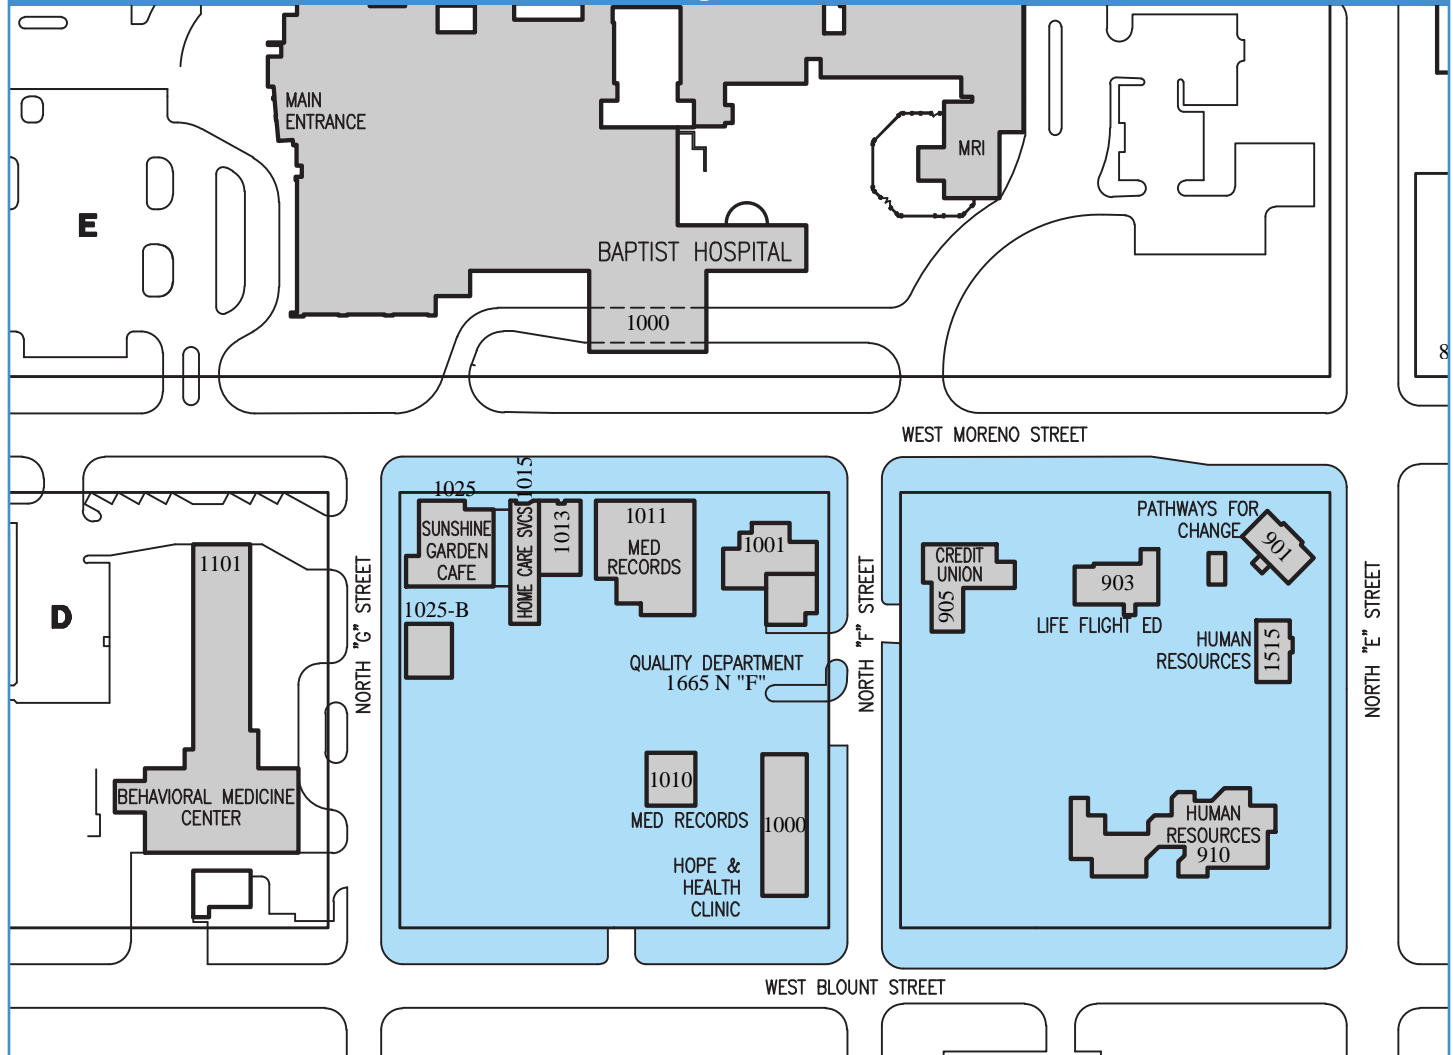 MAIN
ENTRANCE
MRI
E
BAPTIST HOSPITAL
1000
8
WEST MORENO STREET
1025
SUNSHINE
GARDEN
CAFE
1015
HOME CARE SVCS
1013
1011
MED
RECORDS
1001
1025-B
QUALITY DEPARTMENT
1665 N "F"
1010
MED RECORDS
1000
HOPE &
HEALTH
CLINIC
1101
D
BEHAVIORAL MEDICINE
CENTER
NORTH "G" STREET
NORTH "F" STREET
CREDIT
UNION
905
903
LIFE FLIGHT ED
PATHWAYS FOR
CHANGE
901
HUMAN
RESOURCES
1515
HUMAN
RESOURCES
910
NORTH "E" STREET
WEST BLOUNT STREET